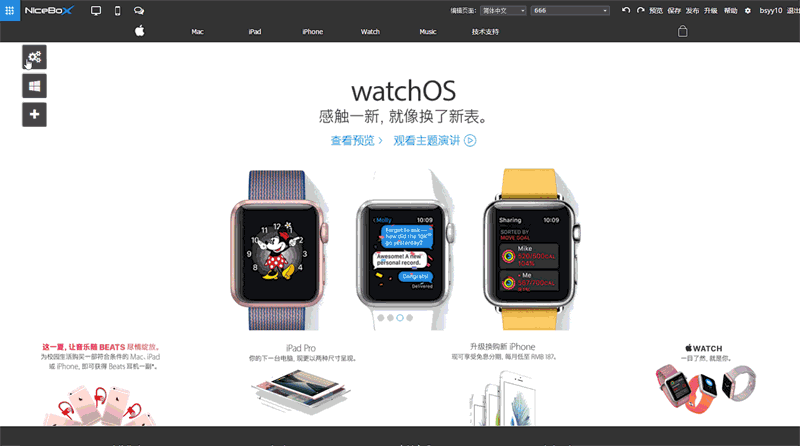 NiceBoX
编辑页面: 简体中文 666 预览 保存 发布 升级 帮助 bsyy10 退出
Mac iPad iPhone Watch Music 技术支持
watchOS
感触一新, 就像换了新表。
查看预览 观看主题演讲
10:09
Molly
Forget to ask —
how did the 10K
go yesterday?
Awesome! A new
personal record.
Congrats!
Delivered
Sharing 10:09
SORTED BY
MOVE GOAL
Mike
104%
Me
这一夏, 让音乐随 BEATS 尽情绽放。
为校园生活购买一部符合条件的 Mac、iPad
或 iPhone, 即可获得 Beats 耳机一副*。
iPad Pro
你的下一台电脑, 现更以两种尺寸呈现。
升级换购新 iPhone
现可享受免息分期, 每月低至 RMB 187。
WATCH
一目了然, 就是你。